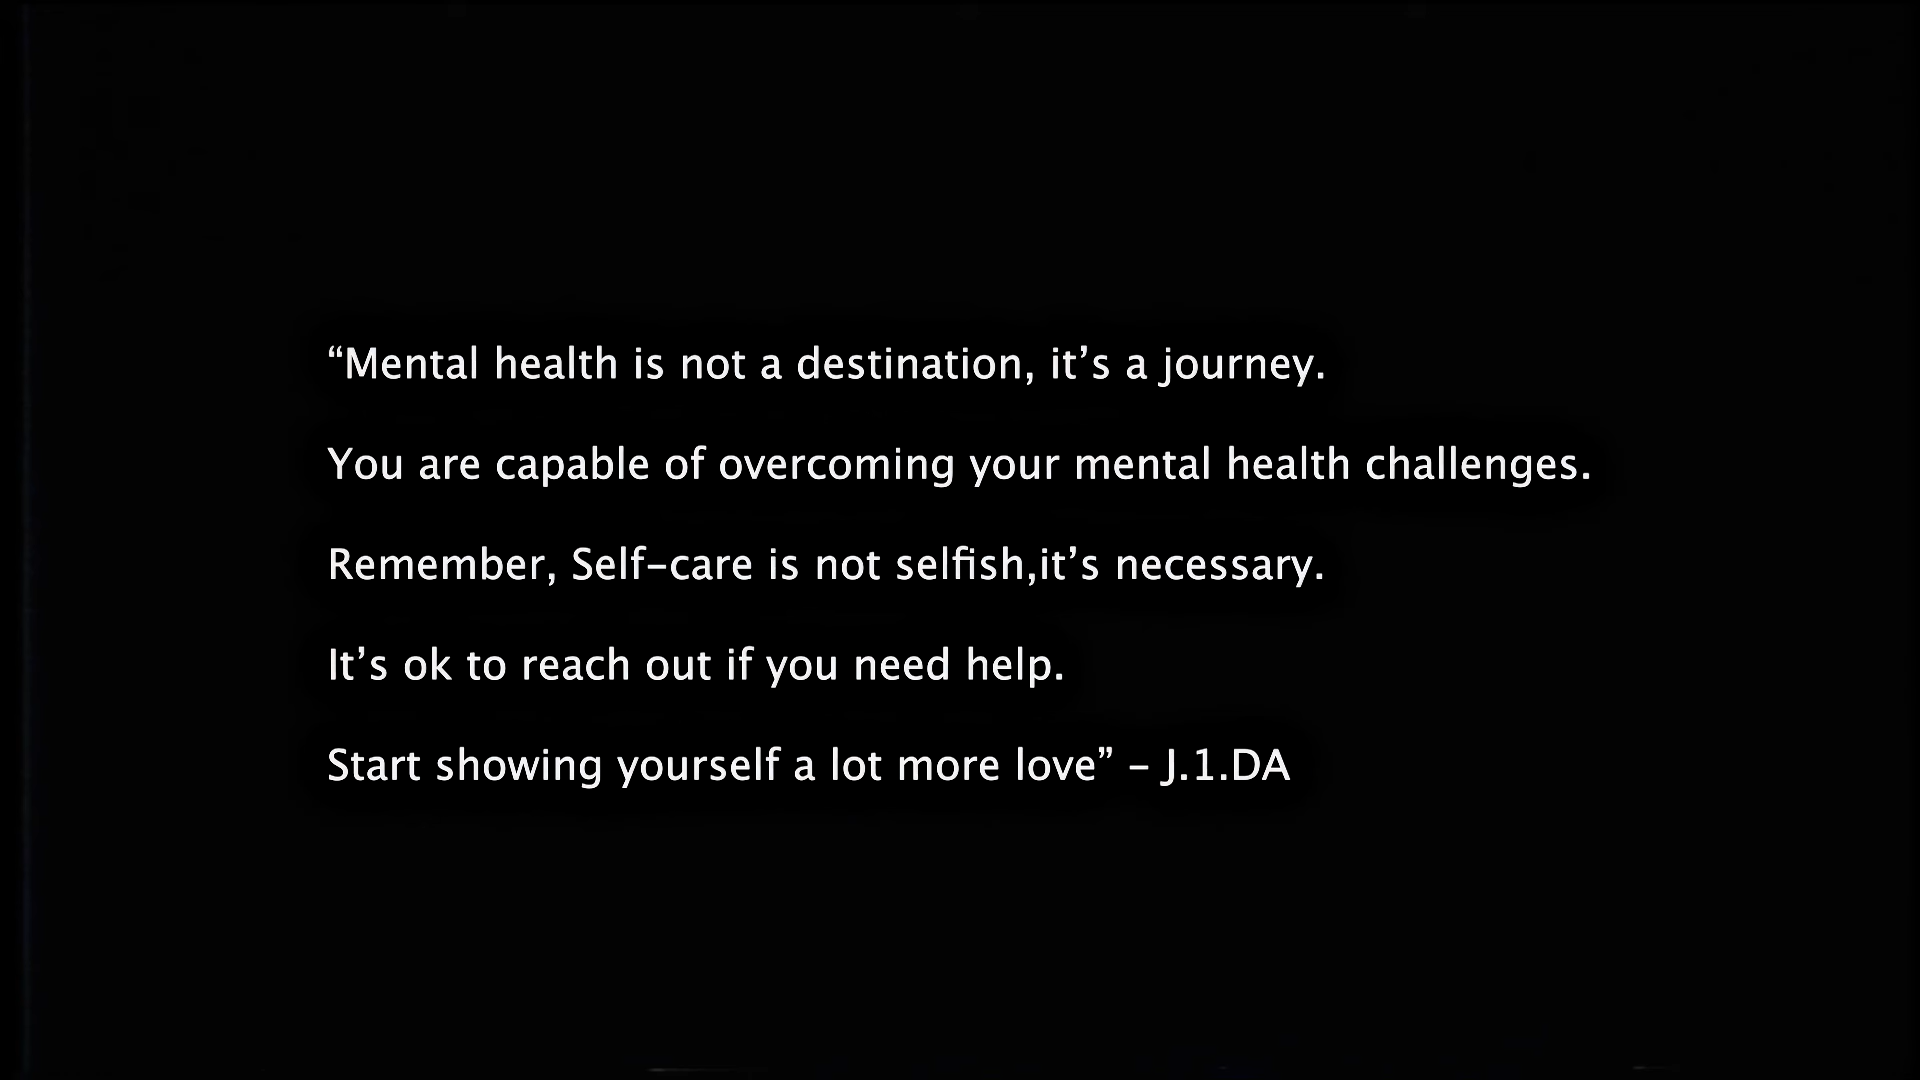 “Mental health is not a destination, it’s a journey.
You are capable of overcoming your mental health challenges.
Remember, Self-care is not selfish,it’s necessary.
It’s ok to reach out if you need help.
Start showing yourself a lot more love” – J.1.DA